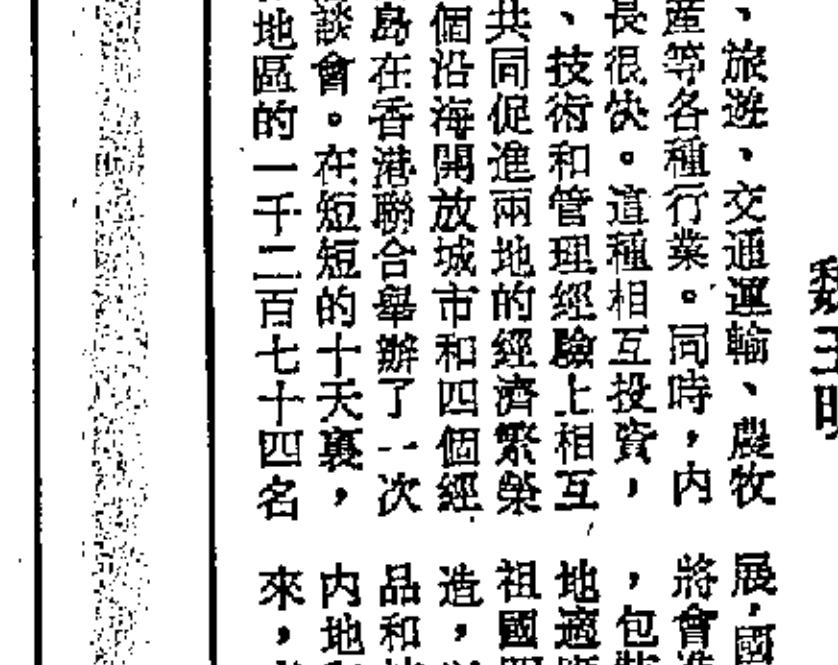 、旅遊、交通運輸、農牧
產等各種行業。同時,內
長很快。這種相互投資,
、技術和管理經驗上相互
共同促進兩地的經濟繁榮
個沿海開放城市和四個經
島在香港聯合舉辦了一次
談會。在短短的十天裏,
地區的一千二百七十四名
展,國
將會
,包
地適
祖國
造,
品和
內地
來,